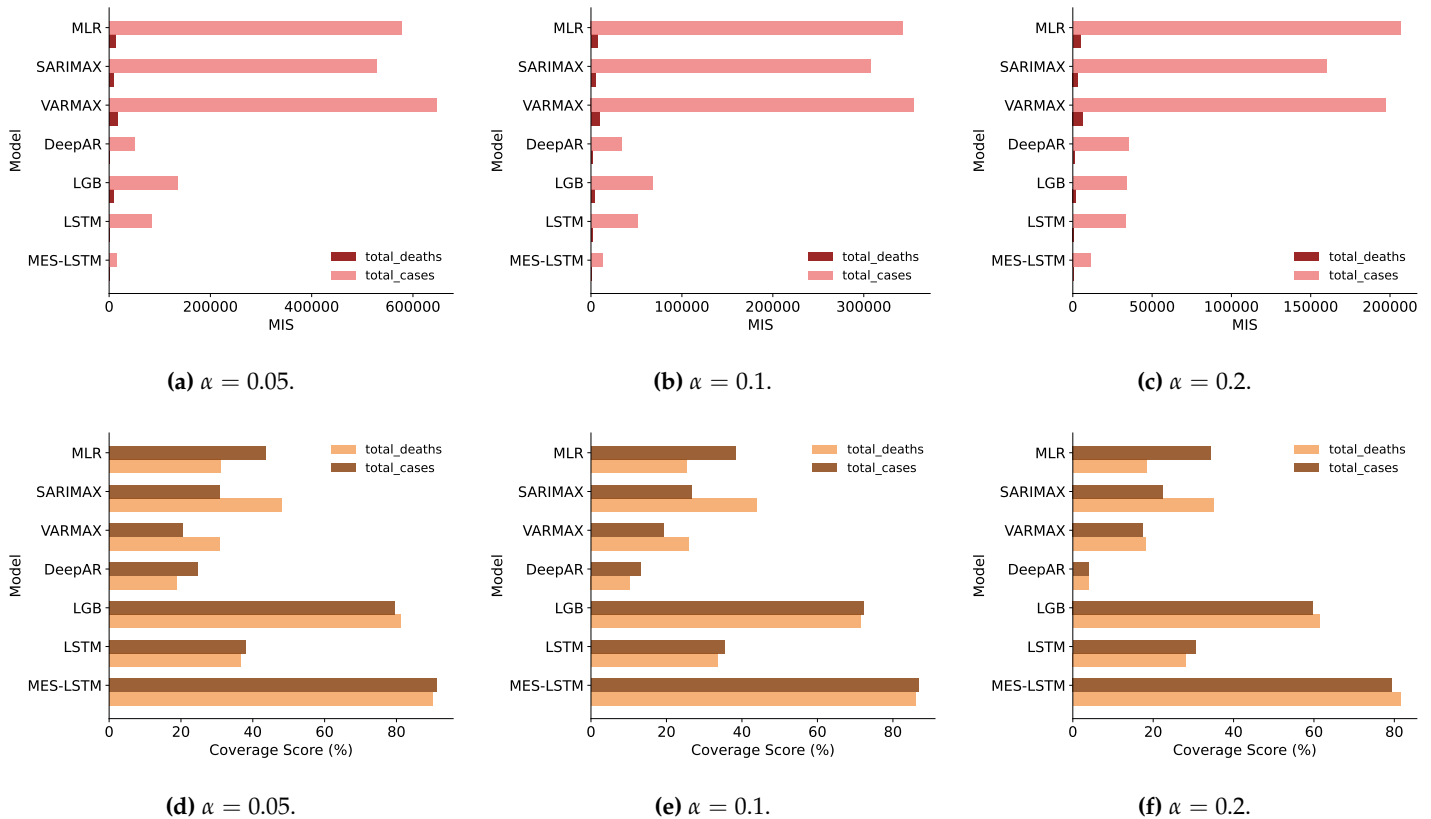 MLR
SARIMAX
VARMAX
DeepAR
LGB
LSTM
MES-LSTM
Model
total_deaths
total_cases
0 200000 400000 600000
MIS
(a) α = 0.05.
MLR
SARIMAX
VARMAX
DeepAR
LGB
LSTM
MES-LSTM
Model
total_deaths
total_cases
0 100000 200000 300000
MIS
(b) α = 0.1.
MLR
SARIMAX
VARMAX
DeepAR
LGB
LSTM
MES-LSTM
Model
total_deaths
total_cases
0 50000 100000 150000 200000
MIS
(c) α = 0.2.
MLR
SARIMAX
VARMAX
DeepAR
LGB
LSTM
MES-LSTM
Model
total_deaths
total_cases
0 20 40 60 80
Coverage Score (%)
(d) α = 0.05.
MLR
SARIMAX
VARMAX
DeepAR
LGB
LSTM
MES-LSTM
Model
total_deaths
total_cases
0 20 40 60 80
Coverage Score (%)
(e) α = 0.1.
MLR
SARIMAX
VARMAX
DeepAR
LGB
LSTM
MES-LSTM
Model
total_deaths
total_cases
0 20 40 60 80
Coverage Score (%)
(f) α = 0.2.